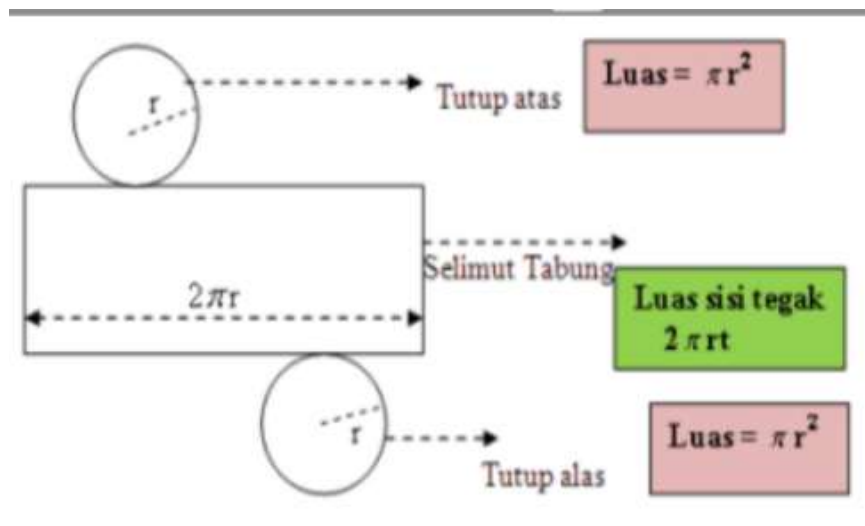 r
Tutup atas
Luas = πr²
2πr
Selimut Tabung
Luas sisi tegak
2πrt
r
Tutup alas
Luas = πr²